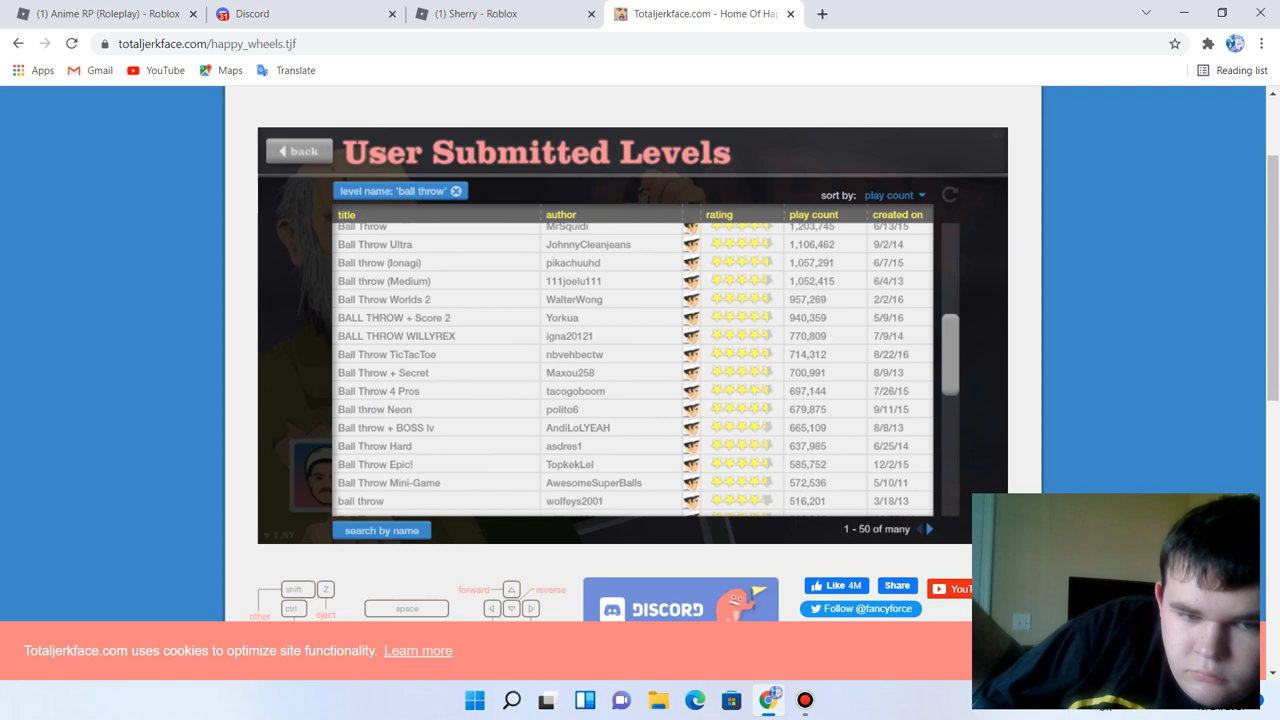 (1) Anime RP (Roleplay) - Roblox
31
Discord
(1) Sherry - Roblox
Totaljerkface.com - Home Of Ha
totaljerkface.com/happy_wheels.tjf
Apps Gmail YouTube Maps Translate Reading list
back
User Submitted Levels
level name: 'ball throw'
sort by: play count
title author rating play count created on
Ball Throw MrSquidi 1,203,745 6/13/15
Ball Throw Ultra JohnnyCleanjeans 1,106,462 9/2/14
Ball throw (Ionagi) pikachuuhd 1,057,291 6/7/15
Ball throw (Medium) 111joelu111 1,052,415 6/4/13
Ball Throw Worlds 2 WalterWong 957,269 2/2/16
BALL THROW + Score 2 Yorkua 940,359 5/9/16
BALL THROW WILLYREX igna20121 770,809 7/9/14
Ball Throw TicTacToe nbvehbectw 714,312 8/22/16
Ball Throw + Secret Maxou258 700,991 8/9/13
Ball Throw 4 Pros tacogoboom 697,144 7/26/15
Ball throw Neon polito6 679,875 9/11/15
Ball throw + BOSS lv AndiLoLYEAH 665,109 8/8/13
Ball Throw Hard asdres1 637,985 6/25/14
Ball Throw Epic! TopkekLel 585,752 12/2/15
Ball Throw Mini-Game AwesomeSuperBalls 572,536 5/10/11
ball throw wolfeys2001 516,201 3/18/13
search by name
1 - 50 of many
v 1.87
shift Z
ctrl
other
eject
space
forward
reverse
DISCORD
Like 4M Share YouT
Follow @fancyforce
Totaljerkface.com uses cookies to optimize site functionality. Learn more